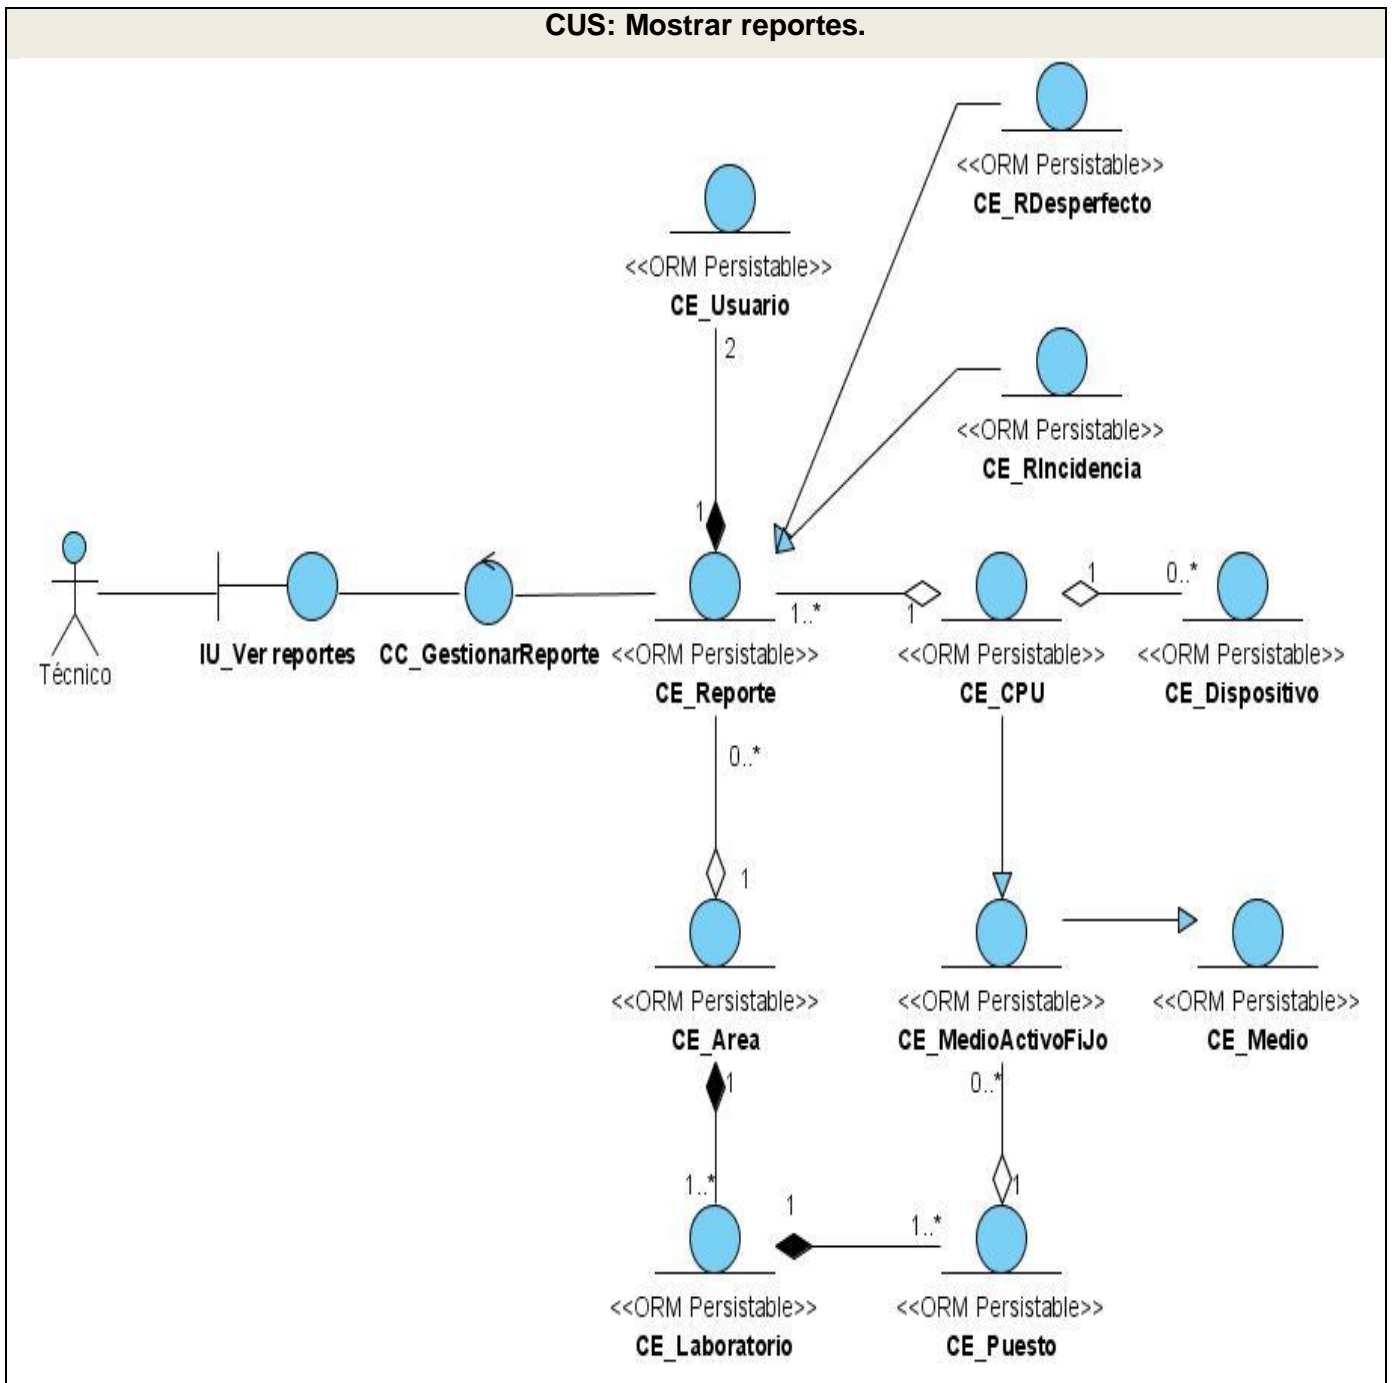 CUS: Mostrar reportes.
<<ORM Persistable>>
CE_RDesperfecto
<<ORM Persistable>>
CE_Usuario
2
<<ORM Persistable>>
CE_RIncidencia
1
1..*
1
1
0..*
Técnico
IU_Ver reportes
CC_GestionarReporte
<<ORM Persistable>>
CE_Reporte
<<ORM Persistable>>
CE_CPU
<<ORM Persistable>>
CE_Dispositivo
0..*
1
<<ORM Persistable>>
CE_Area
<<ORM Persistable>>
CE_MedioActivoFiJo
<<ORM Persistable>>
CE_Medio
1
0..*
1..*
1
1
1..*
<<ORM Persistable>>
CE_Laboratorio
<<ORM Persistable>>
CE_Puesto